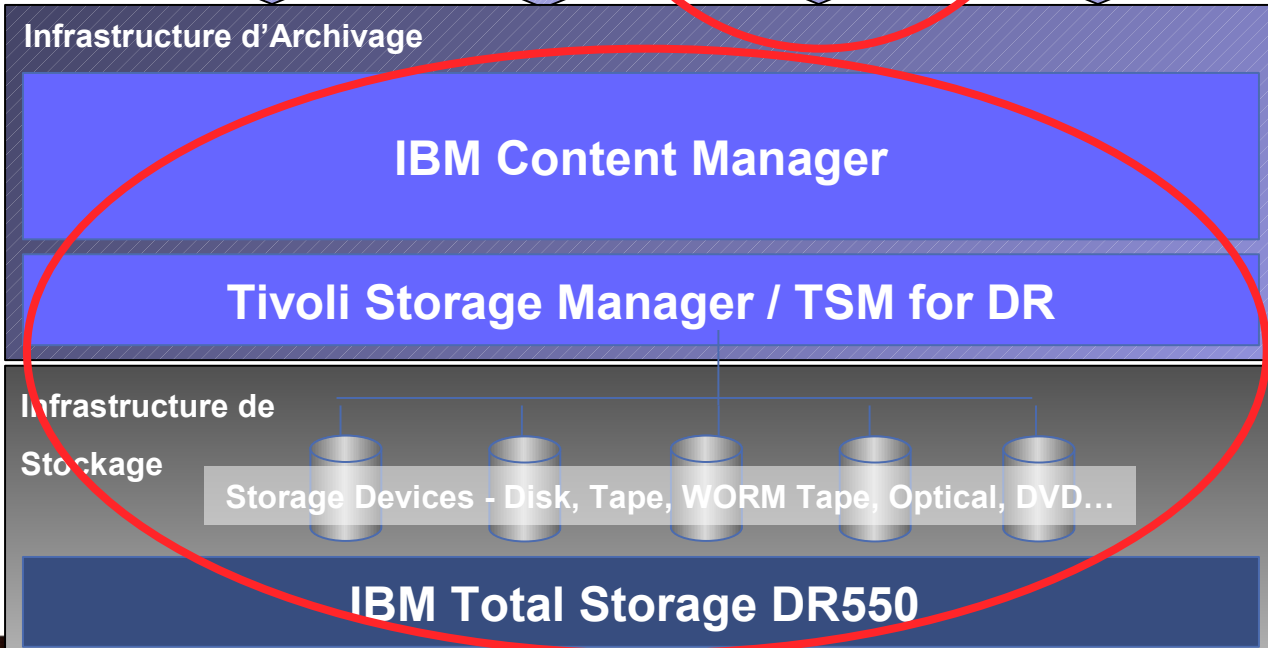 Infrastructure d’Archivage
IBM Content Manager
Tivoli Storage Manager / TSM for DR
Infrastructure de
Stockage
Storage Devices - Disk, Tape, WORM Tape, Optical, DVD…
IBM Total Storage DR550